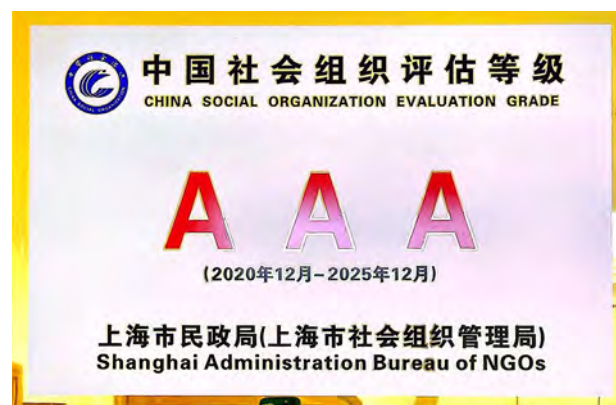 中国社会组织评估等级
CHINA SOCIAL ORGANIZATION EVALUATION GRADE
A A A
(2020年12月-2025年12月)
上海市民政局(上海市社会组织管理局)
Shanghai Administration Bureau of NGOs